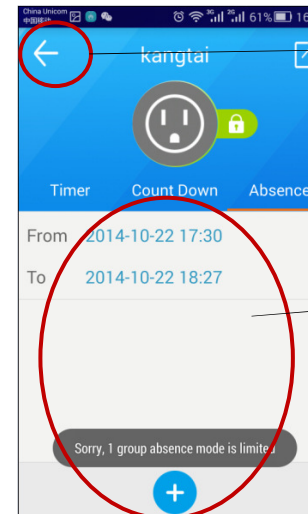 China Unicom
中国移动 3G 2G 61% 16
kangtai
Timer Count Down Absence
From 2014-10-22 17:30
To 2014-10-22 18:27
Sorry, 1 group absence mode is limited